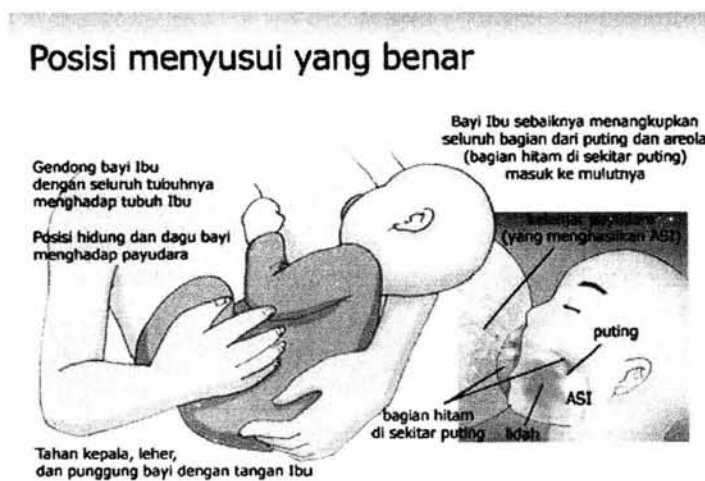 Posisi menyusui yang benar
Bayi Ibu sebaiknya menangkupkan
seluruh bagian dari puting dan areola
(bagian hitam di sekitar puting)
masuk ke mulutnya
Gendong bayi Ibu
dengan seluruh tubuhnya
menghadap tubuh Ibu
Posisi hidung dan dagu bayi
menghadap payudara
kelenjar payudara
(yang menghasilkan ASI)
puting
ASI
lidah
bagian hitam
di sekitar puting
Tahan kepala, leher,
dan punggung bayi dengan tangan Ibu